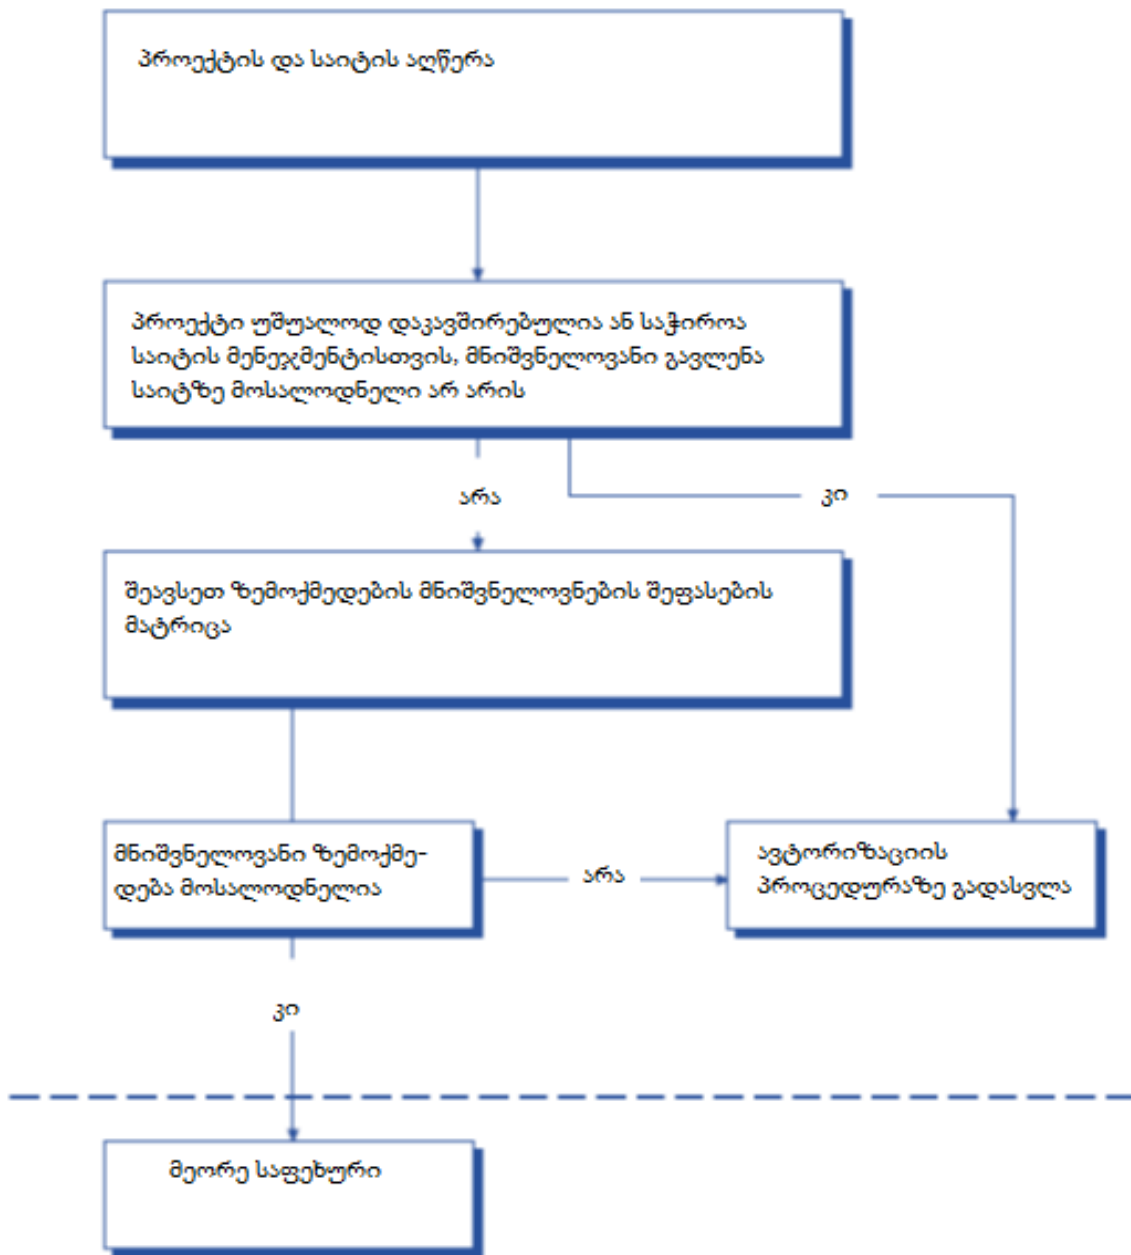 პროექტის და საიტის აღწერა
პროექტი უშუალოდ დაკავშირებულია ან საჭიროა
საიტის მენეჯმენტისთვის, მნიშვნელოვანი გავლენა
საიტზე მოსალოდნელი არ არის
არა
კი
შეავსეთ ზემოქმედების მნიშვნელოვნების შეფასების
მატრიცა
მნიშვნელოვანი ზემოქმე-
დება მოსალოდნელია
არა
ავტორიზაციის
პროცედურაზე გადასვლა
კი
მეორე საფეხური